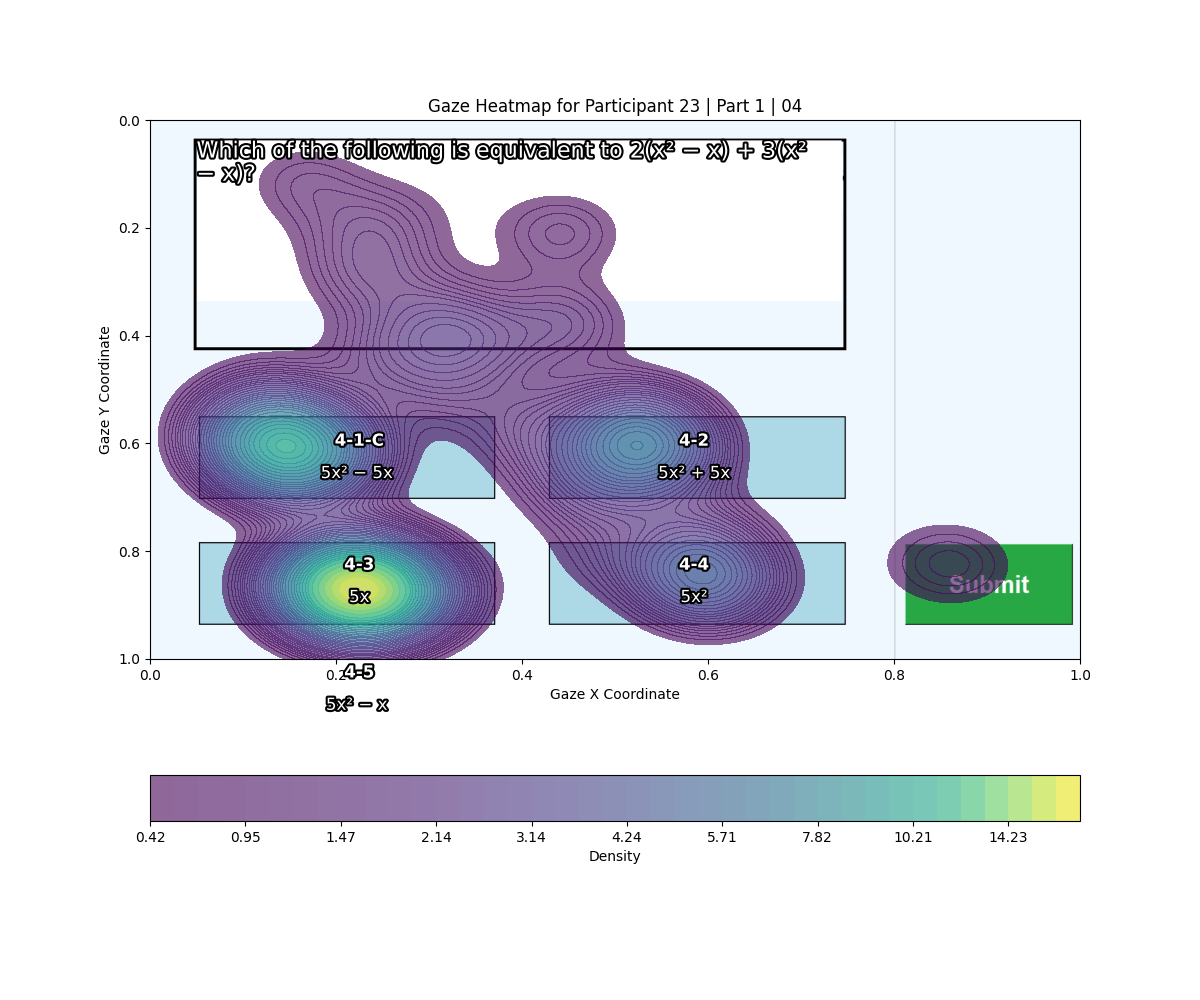 Gaze Heatmap for Participant 23 | Part 1 | 04
0.0
0.2
0.4
0.6
0.8
1.0
Gaze Y Coordinate
Which of the following is equivalent to 2(x² − x) + 3(x²
− x)?
4-1-C
5x² − 5x
4-2
5x² + 5x
4-3
5x
4-4
5x²
Submit
4-5
5x² − x
0.0 0.2 0.4 0.6 0.8 1.0
Gaze X Coordinate
0.42 0.95 1.47 2.14 3.14 4.24 5.71 7.82 10.21 14.23
Density